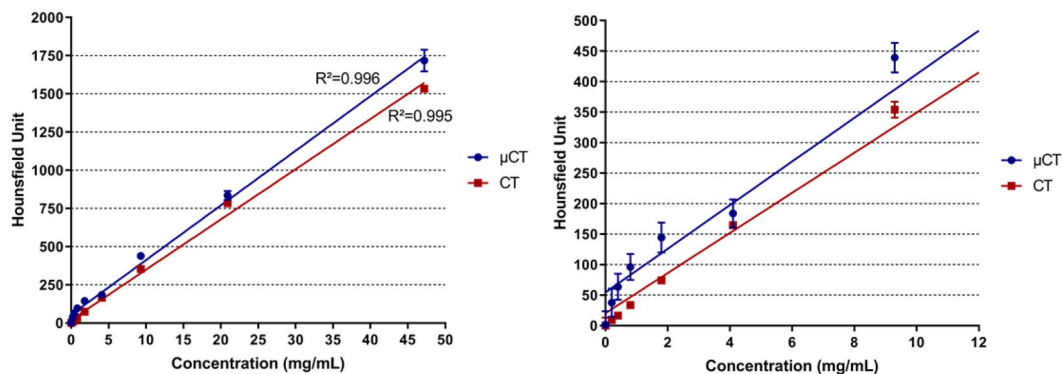 2000
1750
1500
1250
1000
750
500
250
0
Hounsfield Unit
R²=0.996
R²=0.995
0 5 10 15 20 25 30 35 40 45 50
Concentration (mg/mL)
µCT
CT
500
450
400
350
300
250
200
150
100
50
0
Hounsfield Unit
0 2 4 6 8 10 12
Concentration (mg/mL)
µCT
CT